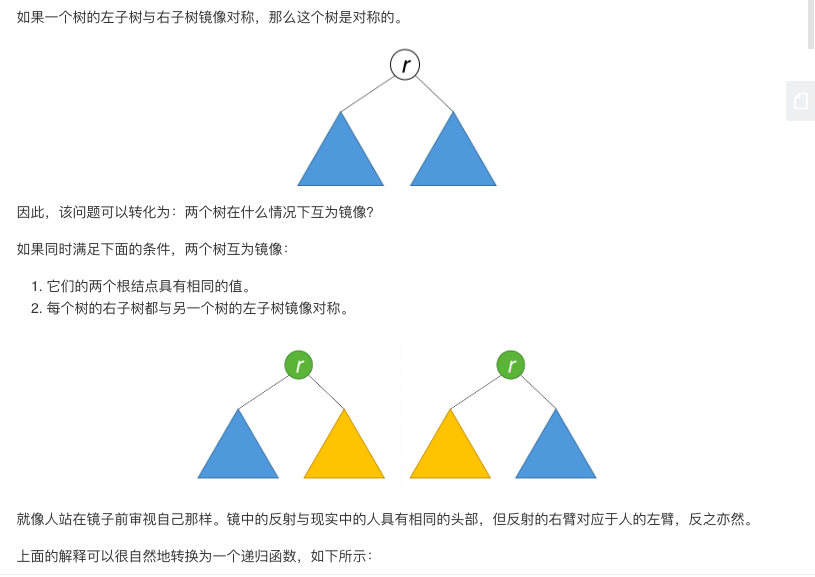 如果一个树的左子树与右子树镜像对称，那么这个树是对称的。
r
因此，该问题可以转化为：两个树在什么情况下互为镜像?
如果同时满足下面的条件，两个树互为镜像：
1. 它们的两个根结点具有相同的值。
2. 每个树的右子树都与另一个树的左子树镜像对称。
r r
就像人站在镜子前审视自己那样。镜中的反射与现实中的人具有相同的头部，但反射的右臂对应于人的左臂，反之亦然。
上面的解释可以很自然地转换为一个递归函数，如下所示：